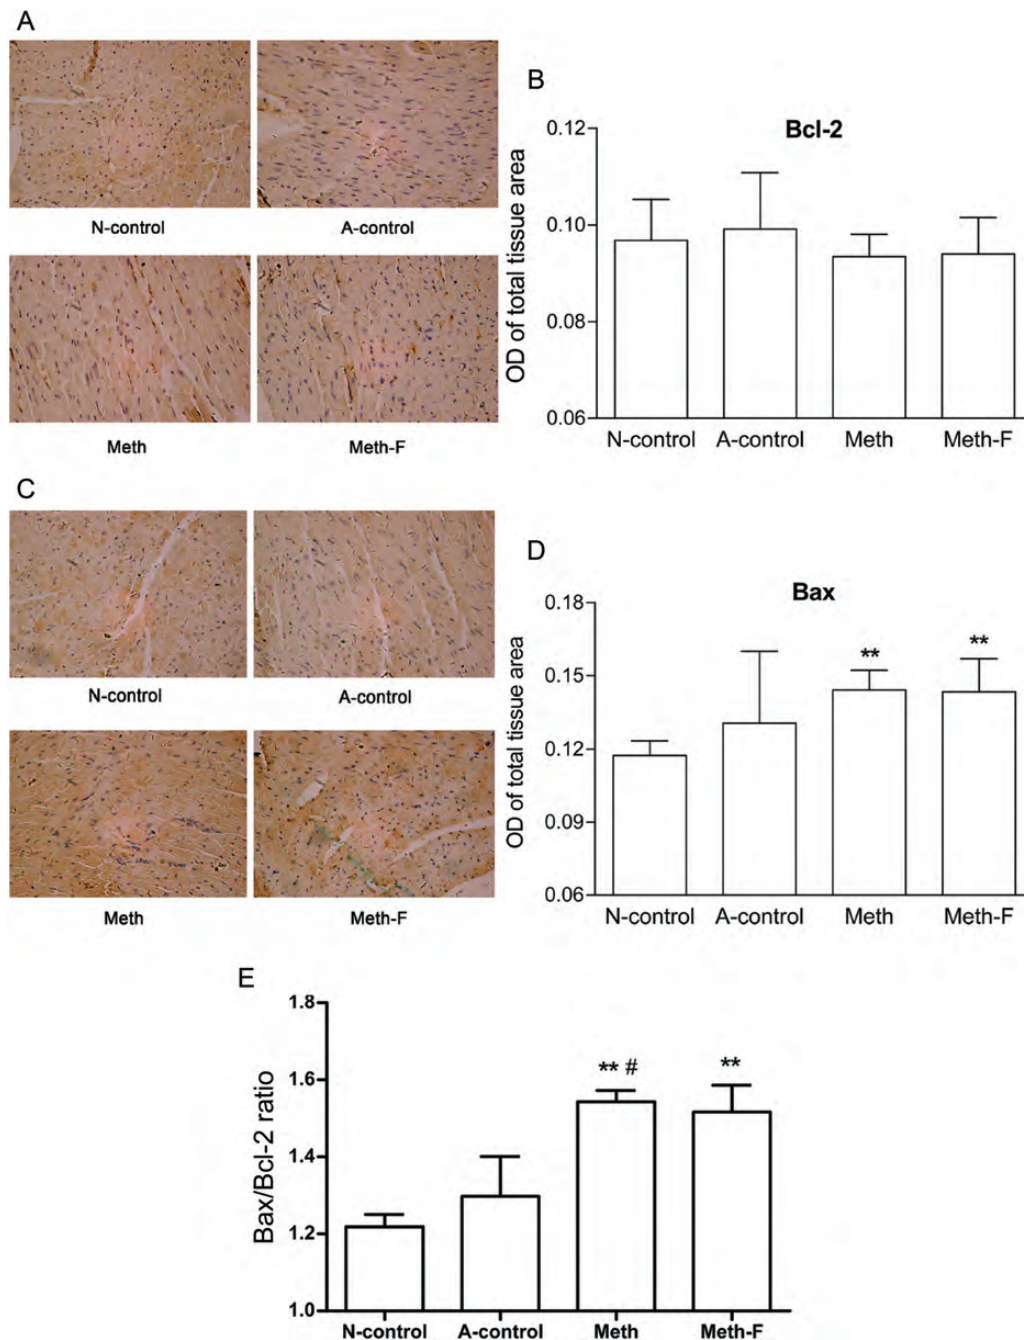 A
N-control A-control
Meth Meth-F
B
Bcl-2
OD of total tissue area
0.12
0.10
0.08
0.06
N-control A-control Meth Meth-F
C
N-control A-control
Meth Meth-F
D
Bax
OD of total tissue area
0.18
0.15
0.12
0.09
0.06
** **
N-control A-control Meth Meth-F
E
Bax/Bcl-2 ratio
1.8
1.6
1.4
1.2
1.0
** # **
N-control A-control Meth Meth-F